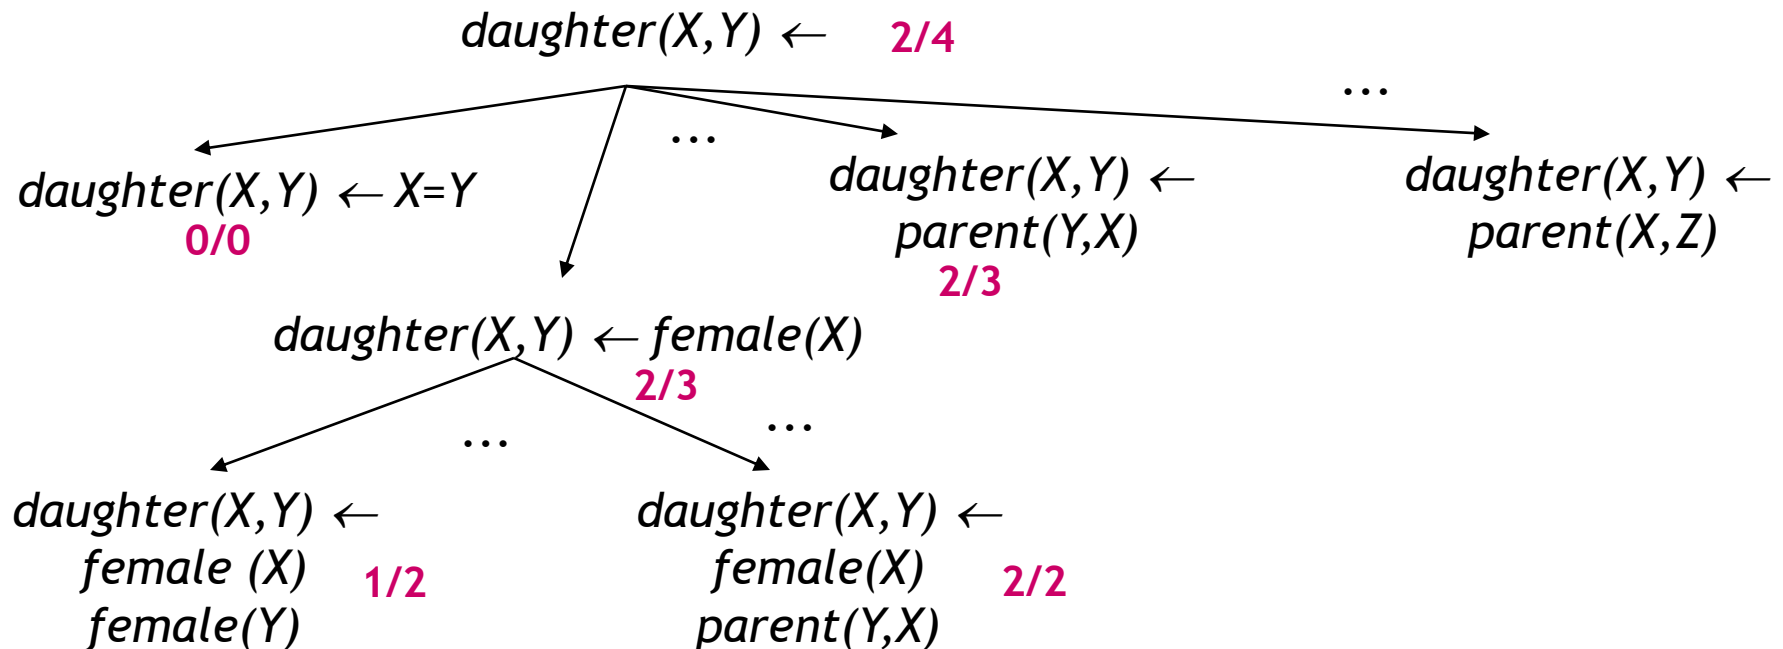 daughter(X,Y) ← 2/4
...
...
daughter(X,Y) ← X=Y
0/0
daughter(X,Y) ←
parent(Y,X)
2/3
daughter(X,Y) ←
parent(X,Z)
daughter(X,Y) ← female(X)
2/3
...
...
daughter(X,Y) ←
female (X) 1/2
female(Y)
daughter(X,Y) ←
female(X) 2/2
parent(Y,X)